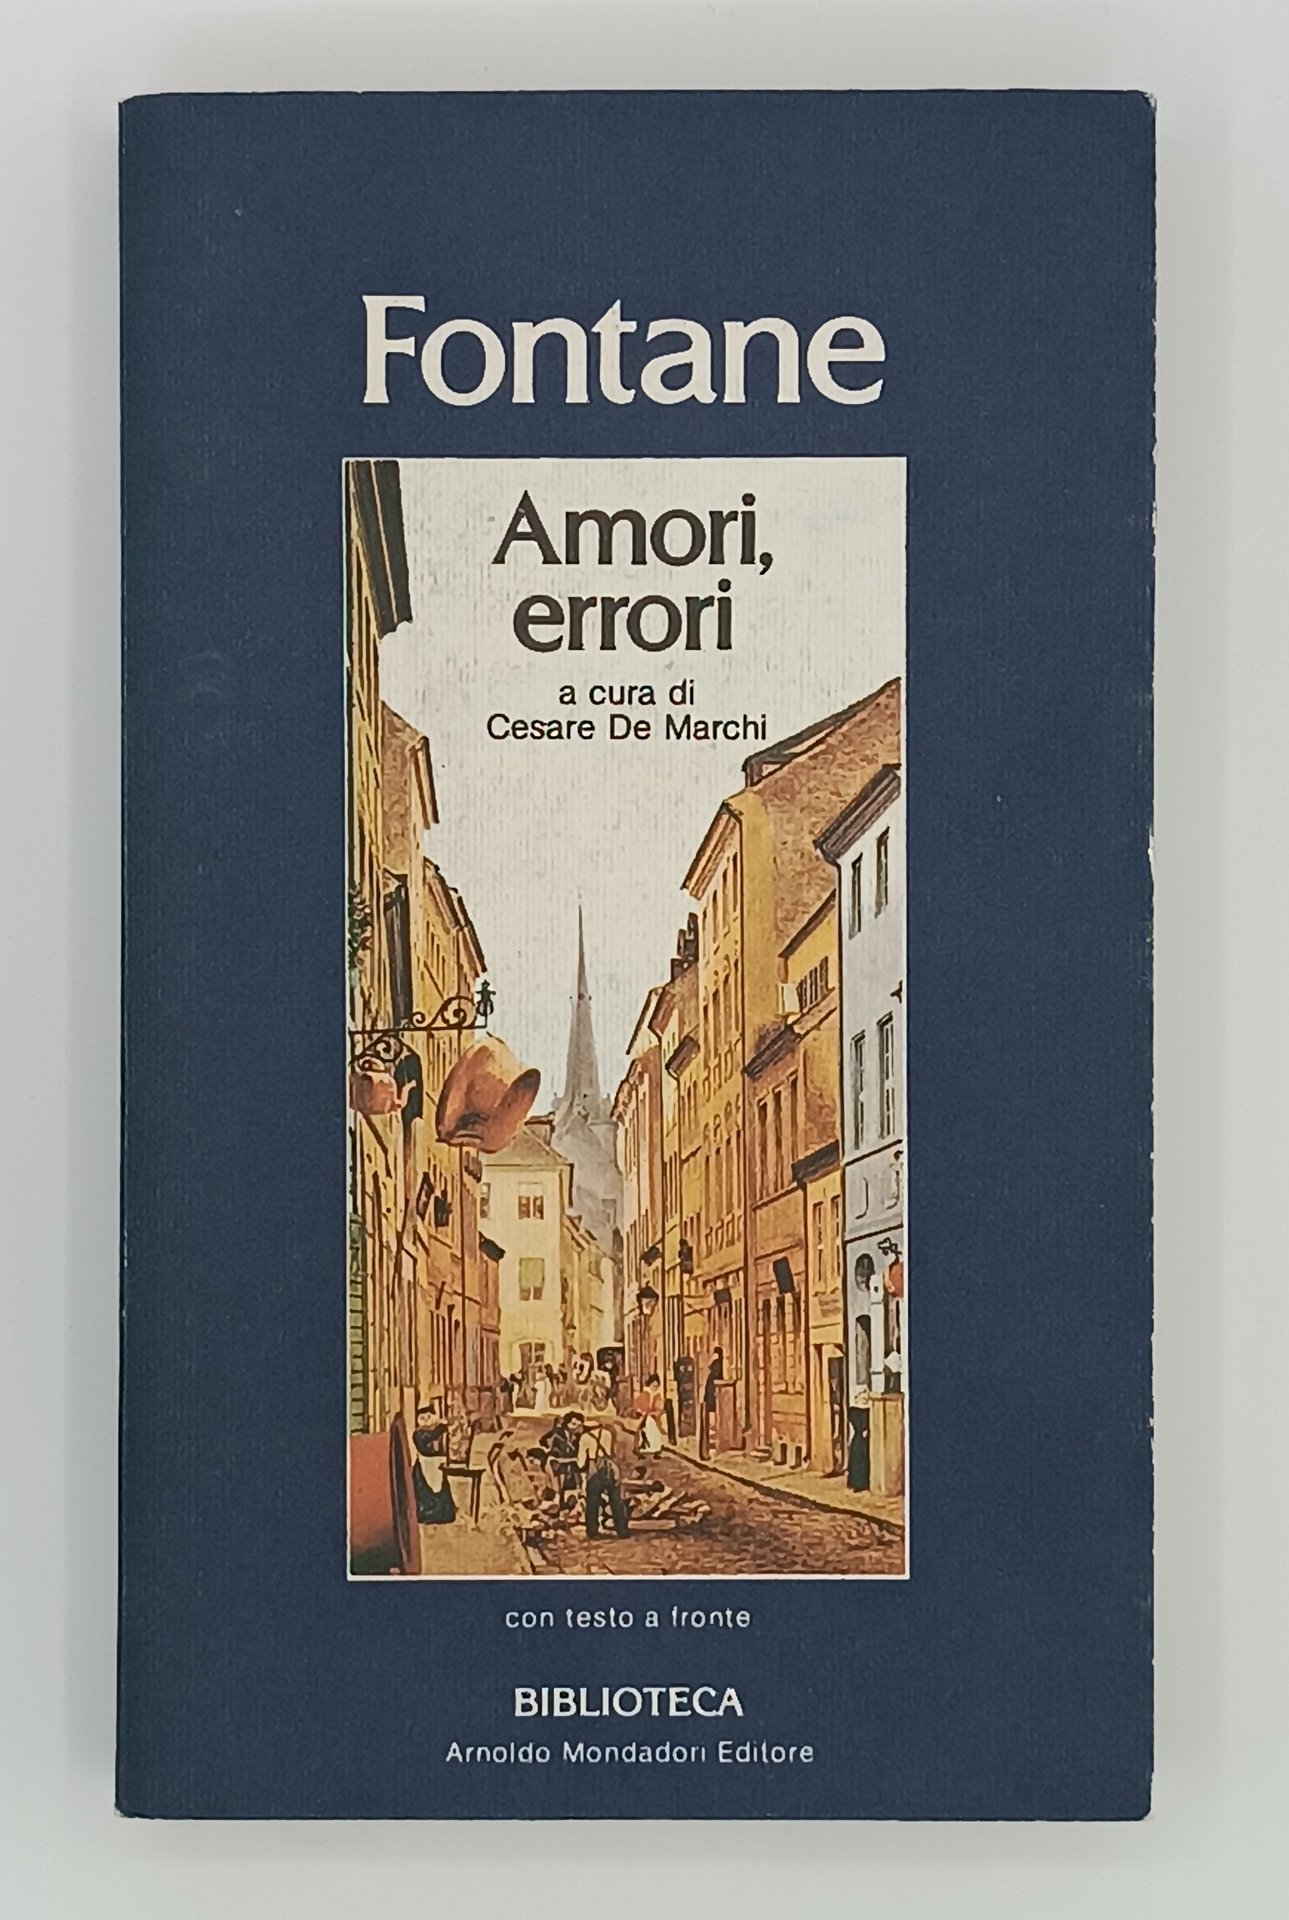 Fontane
Amori,
errori
a cura di
Cesare De Marchi
con testo a fronte
BIBLIOTECA
Arnoldo Mondadori Editore